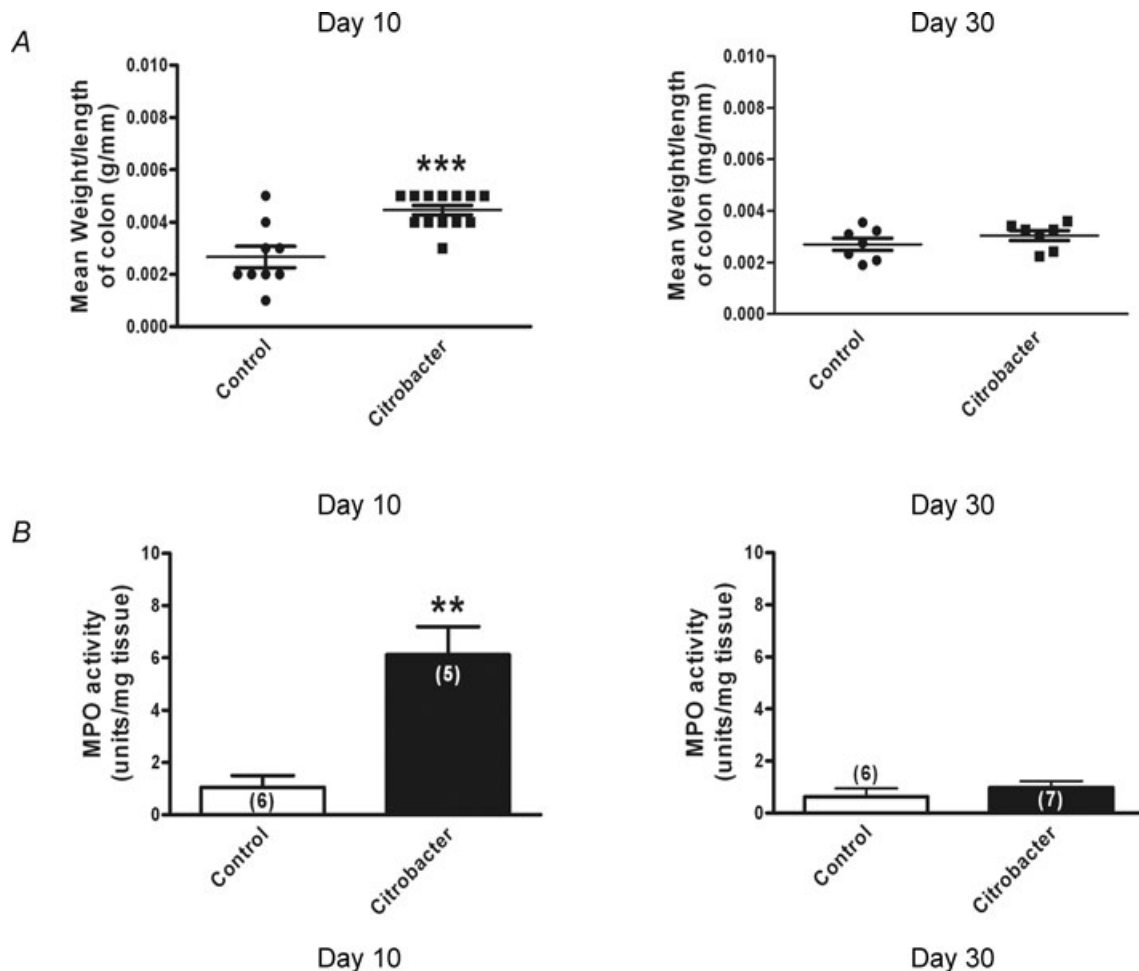 A
Day 10
Day 30
Mean Weight/length
of colon (g/mm)
0.010
0.008
0.006
0.004
0.002
0.000
***
Control
Citrobacter
Mean Weight/length
of colon (mg/mm)
0.010
0.008
0.006
0.004
0.002
0.000
Control
Citrobacter
B
Day 10
Day 30
MPO activity
(units/mg tissue)
10
8
6
4
2
0
**
(6)
(5)
Control
Citrobacter
MPO activity
(units/mg tissue)
10
8
6
4
2
0
(6)
(7)
Control
Citrobacter
Day 10
Day 30